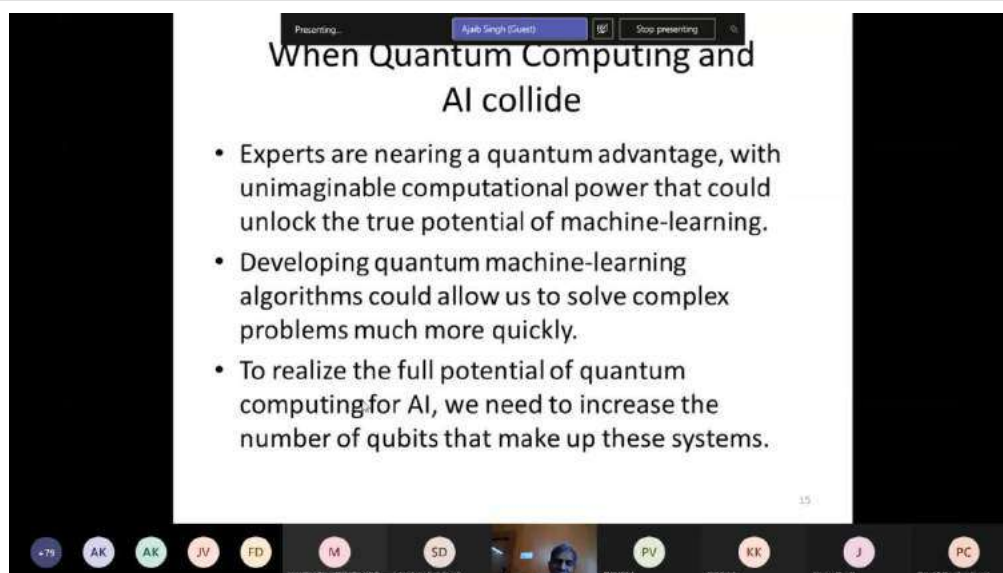 Presenting...
Ajaib Singh (Guest)
Stop presenting
When Quantum Computing and
AI collide
• Experts are nearing a quantum advantage, with
unimaginable computational power that could
unlock the true potential of machine-learning.
• Developing quantum machine-learning
algorithms could allow us to solve complex
problems much more quickly.
• To realize the full potential of quantum
computing for AI, we need to increase the
number of qubits that make up these systems.
15
+79 AK AK JV FD M SD PV KK J PC